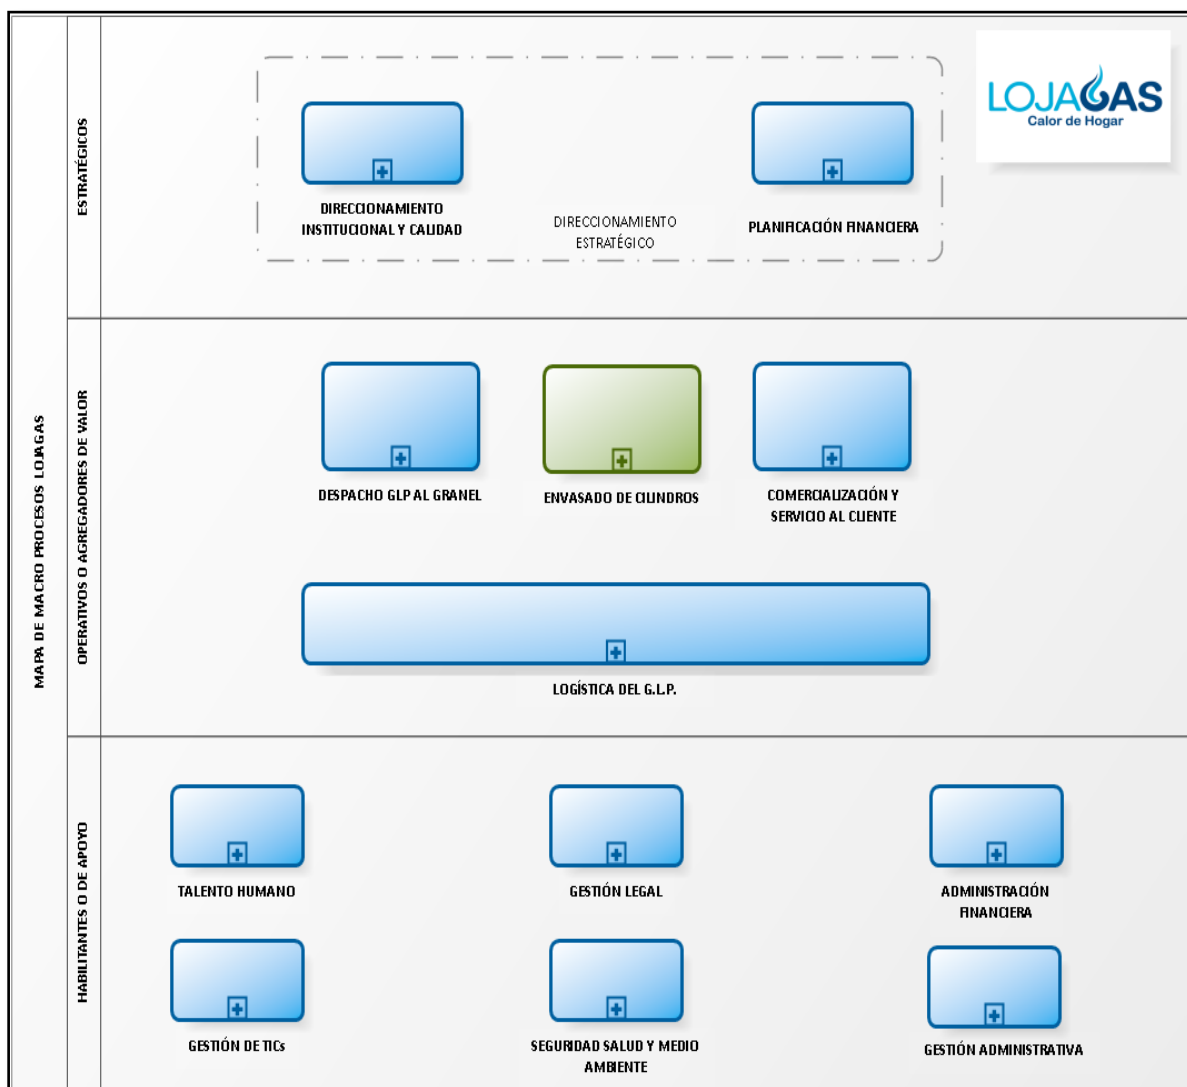 MAPA DE MACRO PROCESOS LOJAGAS
ESTRATÉGICOS
LOJAGAS
Calor de Hogar
DIRECCIONAMIENTO
INSTITUCIONAL Y CALIDAD
DIRECCIONAMIENTO
ESTRATÉGICO
PLANIFICACIÓN FINANCIERA
OPERATIVOS O AGREGADORES DE VALOR
DESPACHO GLP AL GRANEL
ENVASADO DE CILINDROS
COMERCIALIZACIÓN Y
SERVICIO AL CLIENTE
LOGÍSTICA DEL G.L.P.
HABILITANTES O DE APOYO
TALENTO HUMANO
GESTIÓN LEGAL
ADMINISTRACIÓN
FINANCIERA
GESTIÓN DE TICs
SEGURIDAD SALUD Y MEDIO
AMBIENTE
GESTIÓN ADMINISTRATIVA